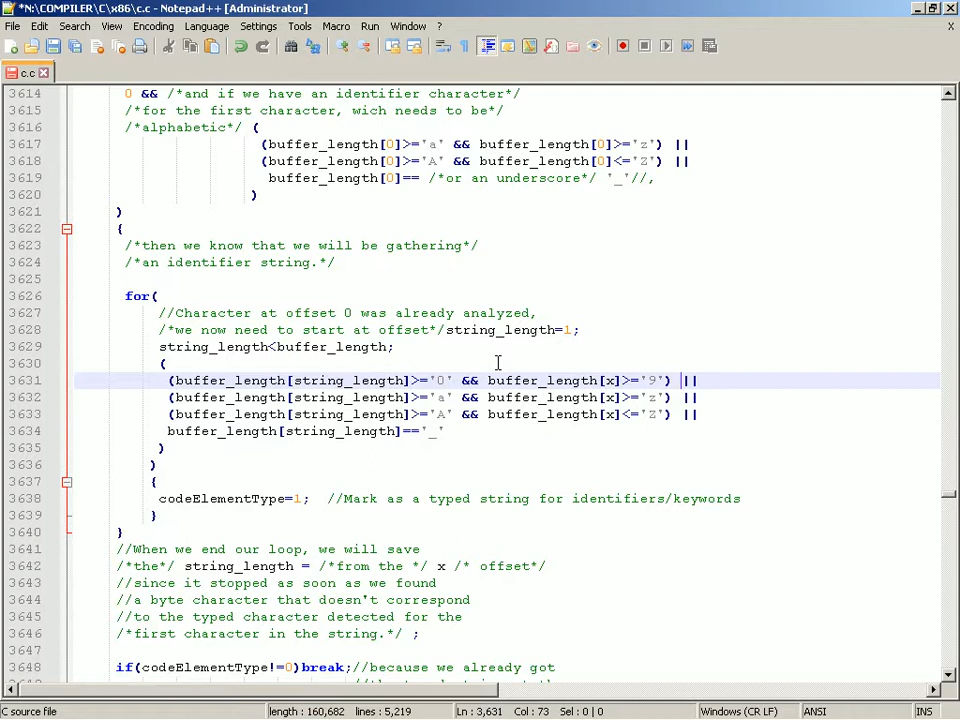 *N:\COMPILER\C\x86\c.c - Notepad++ [Administrator]
File Edit Search View Encoding Language Settings Tools Macro Run Window ? X
c.c
3614 0 && /*and if we have an identifier character*/
3615 /*for the first character, wich needs to be*/
3616 /*alphabetic*/ (
3617 (buffer_length[0]>='a' && buffer_length[0]>='z') ||
3618 (buffer_length[0]>='A' && buffer_length[0]<='Z') ||
3619 buffer_length[0]== /*or an underscore*/ '_'//,
3620 )
3621 )
3622 {
3623 /*then we know that we will be gathering*/
3624 /*an identifier string.*/
3625
3626 for(
3627 //Character at offset 0 was already analyzed,
3628 /*we now need to start at offset*/string_length=1;
3629 string_length<buffer_length;
3630 (
3631 (buffer_length[string_length]>='0' && buffer_length[x]>='9') ||
3632 (buffer_length[string_length]>='a' && buffer_length[x]>='z') ||
3633 (buffer_length[string_length]>='A' && buffer_length[x]<='Z') ||
3634 buffer_length[string_length]=='_'
3635 )
3636 )
3637 {
3638 codeElementType=1; //Mark as a typed string for identifiers/keywords
3639 }
3640 }
3641 //When we end our loop, we will save
3642 /*the*/ string_length = /*from the */ x /* offset*/
3643 //since it stopped as soon as we found
3644 //a byte character that doesn't correspond
3645 //to the typed character detected for the
3646 /*first character in the string.*/ ;
3647
3648 if(codeElementType!=0)break;//because we already got
C source file length : 160,682 lines : 5,219 Ln : 3,631 Col : 73 Sel : 0 | 0 Windows (CR LF) ANSI INS